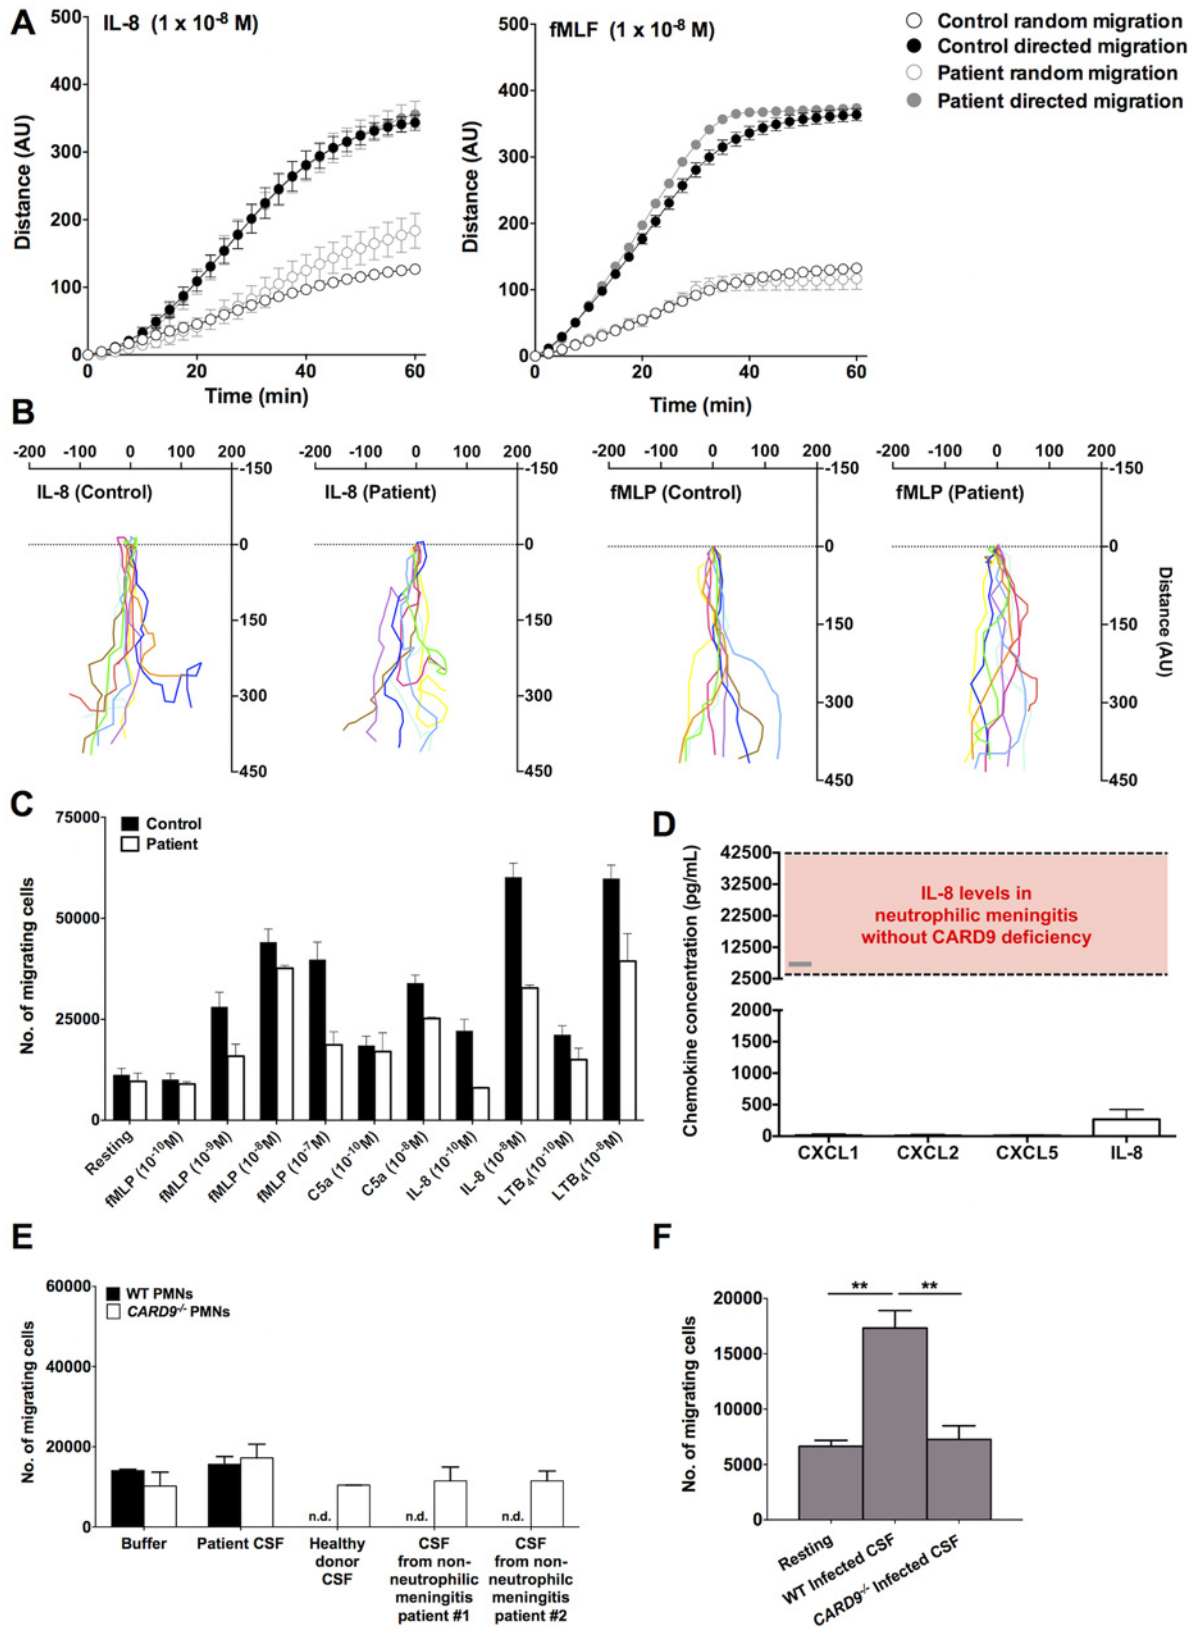 A
IL-8 (1 x 10⁻⁸ M)
500
400
300
200
100
0
0 20 40 60
Distance (AU)
Time (min)
fMLF (1 x 10⁻⁸ M)
500
400
300
200
100
0
0 20 40 60
Distance (AU)
Time (min)
Control random migration
Control directed migration
Patient random migration
Patient directed migration
B
-200 -100 0 100 200
-150
IL-8 (Control)
0
150
300
450
-200 -100 0 100 200
-150
IL-8 (Patient)
0
150
300
450
-200 -100 0 100 200
-150
fMLP (Control)
0
150
300
450
-200 -100 0 100 200
-150
fMLP (Patient)
0
150
300
450
Distance (AU)
C
75000
50000
25000
0
No. of migrating cells
Control
Patient
Resting
fMLP (10⁻¹⁰M)
fMLP (10⁻⁹M)
fMLP (10⁻⁸M)
fMLP (10⁻⁷M)
C5a (10⁻¹⁰M)
C5a (10⁻⁸M)
IL-8 (10⁻¹⁰M)
IL-8 (10⁻⁸M)
LTB₄(10⁻¹⁰M)
LTB₄(10⁻⁸M)
D
Chemokine concentration (pg/mL)
42500
32500
22500
12500
2500
2000
1500
1000
500
0
IL-8 levels in
neutrophilic meningitis
without CARD9 deficiency
CXCL1 CXCL2 CXCL5 IL-8
E
60000
40000
20000
0
No. of migrating cells
WT PMNs
CARD9⁻/⁻ PMNs
n.d. n.d. n.d.
Buffer
Patient CSF
Healthy
donor
CSF
CSF
from non-
neutrophilic
meningitis
patient #1
CSF
from non-
neutrophilc
meningitis
patient #2
F
20000
15000
10000
5000
0
No. of migrating cells
** **
Resting
WT Infected CSF
CARD9⁻/⁻ Infected CSF